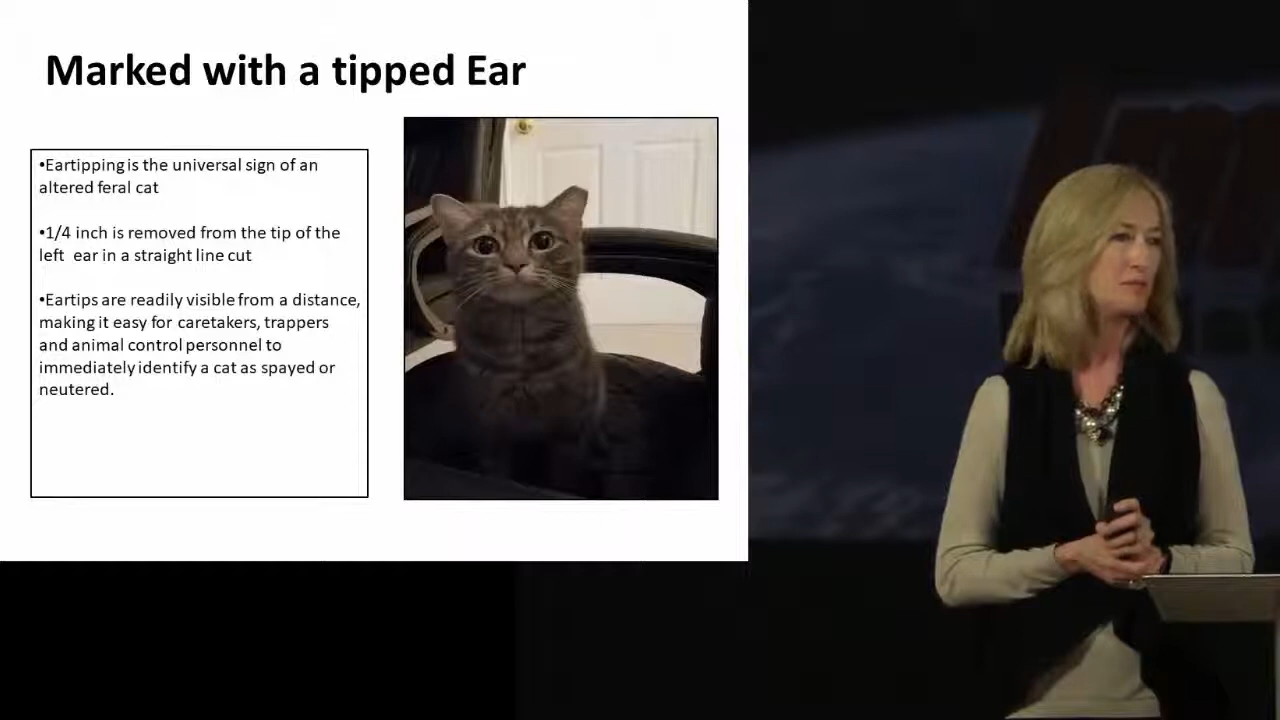 Marked with a tipped Ear
•Eartipping is the universal sign of an
altered feral cat
•1/4 inch is removed from the tip of the
left ear in a straight line cut
•Eartips are readily visible from a distance,
making it easy for caretakers, trappers
and animal control personnel to
immediately identify a cat as spayed or
neutered.